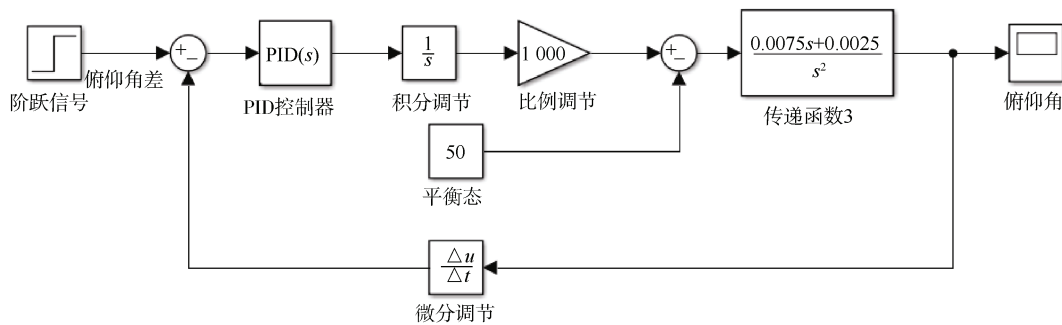 阶跃信号
俯仰角差
+
−
PID(s)
PID控制器
1
s
积分调节
1 000
比例调节
+
−
0.0075s+0.0025
s²
传递函数3
俯仰角
50
平衡态
△u
△t
微分调节